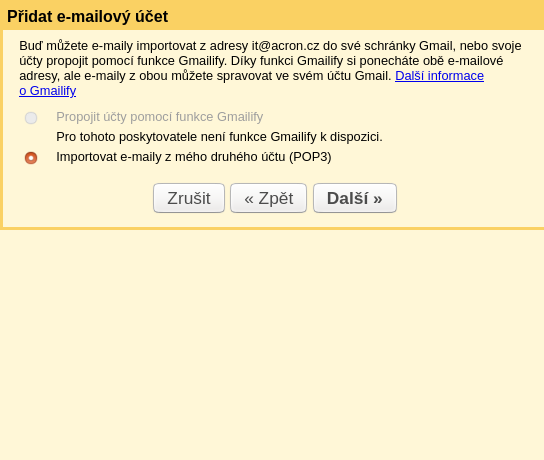 Přidat e-mailový účet
Buď můžete e-maily importovat z adresy it@acron.cz do své schránky Gmail, nebo svoje
účty propojit pomocí funkce Gmailify. Díky funkci Gmailify si ponecháte obě e-mailové
adresy, ale e-maily z obou můžete spravovat ve svém účtu Gmail. Další informace
o Gmailify
Propojit účty pomocí funkce Gmailify
Pro tohoto poskytovatele není funkce Gmailify k dispozici.
Importovat e-maily z mého druhého účtu (POP3)
Zrušit « Zpět Další »